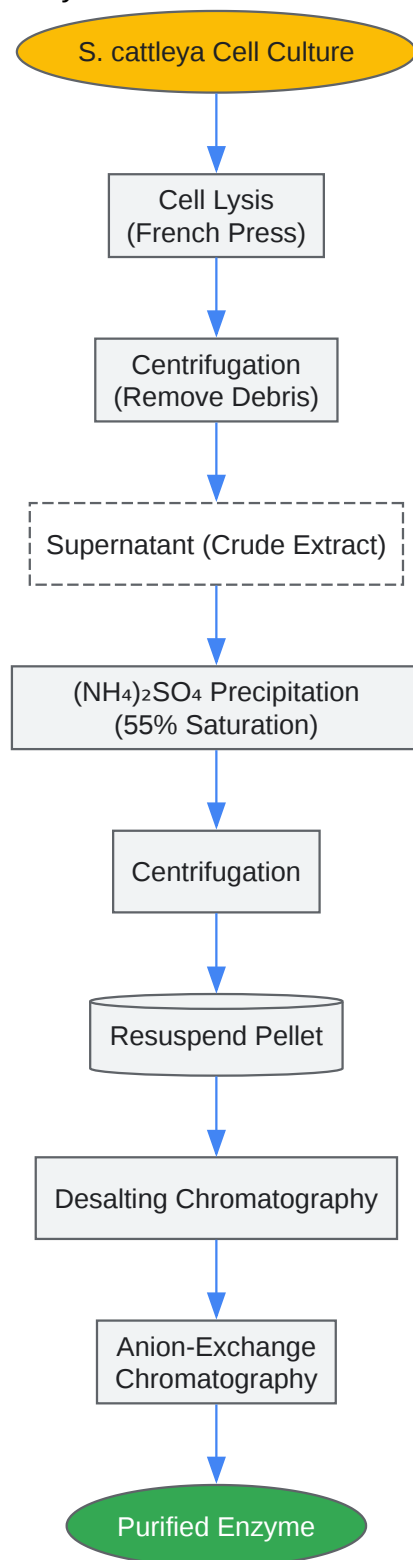 S. cattleya Cell Culture
Cell Lysis
(French Press)
Centrifugation
(Remove Debris)
Supernatant (Crude Extract)
(NH₄)₂SO₄ Precipitation
(55% Saturation)
Centrifugation
Resuspend Pellet
Desalting Chromatography
Anion-Exchange
Chromatography
Purified Enzyme